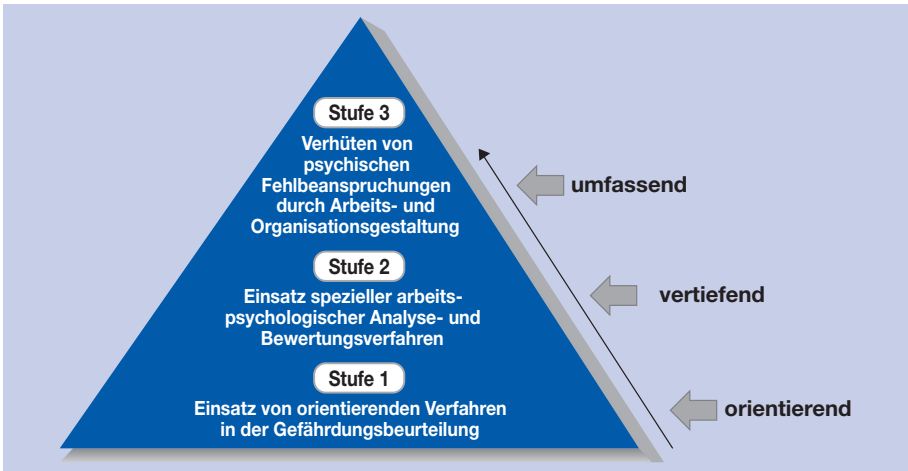 Stufe 3
Verhüten von
psychischen
Fehlbeanspruchungen
durch Arbeits- und
Organisationsgestaltung
umfassend
Stufe 2
Einsatz spezieller arbeits-
psychologischer Analyse- und
Bewertungsverfahren
vertiefend
Stufe 1
Einsatz von orientierenden Verfahren
in der Gefährdungsbeurteilung
orientierend